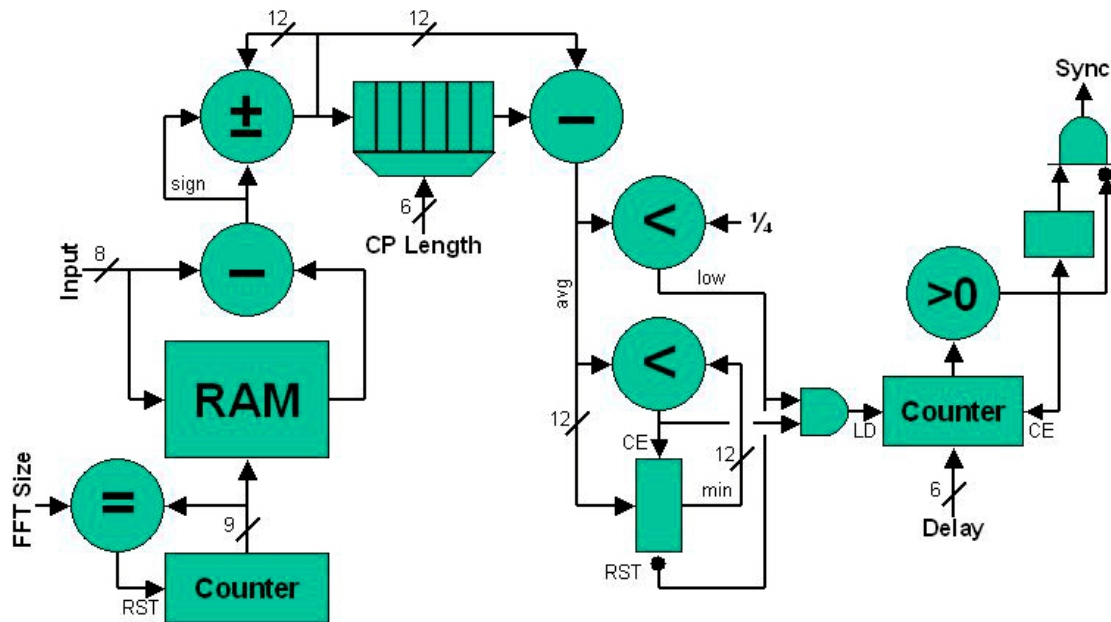 12
12
Sync
±
−
sign
6
CP Length
<
¼
Input
8
−
low
avg
>0
<
RAM
12
Counter
LD
CE
CE
12
FFT Size
=
min
6
Delay
9
RST
Counter
RST